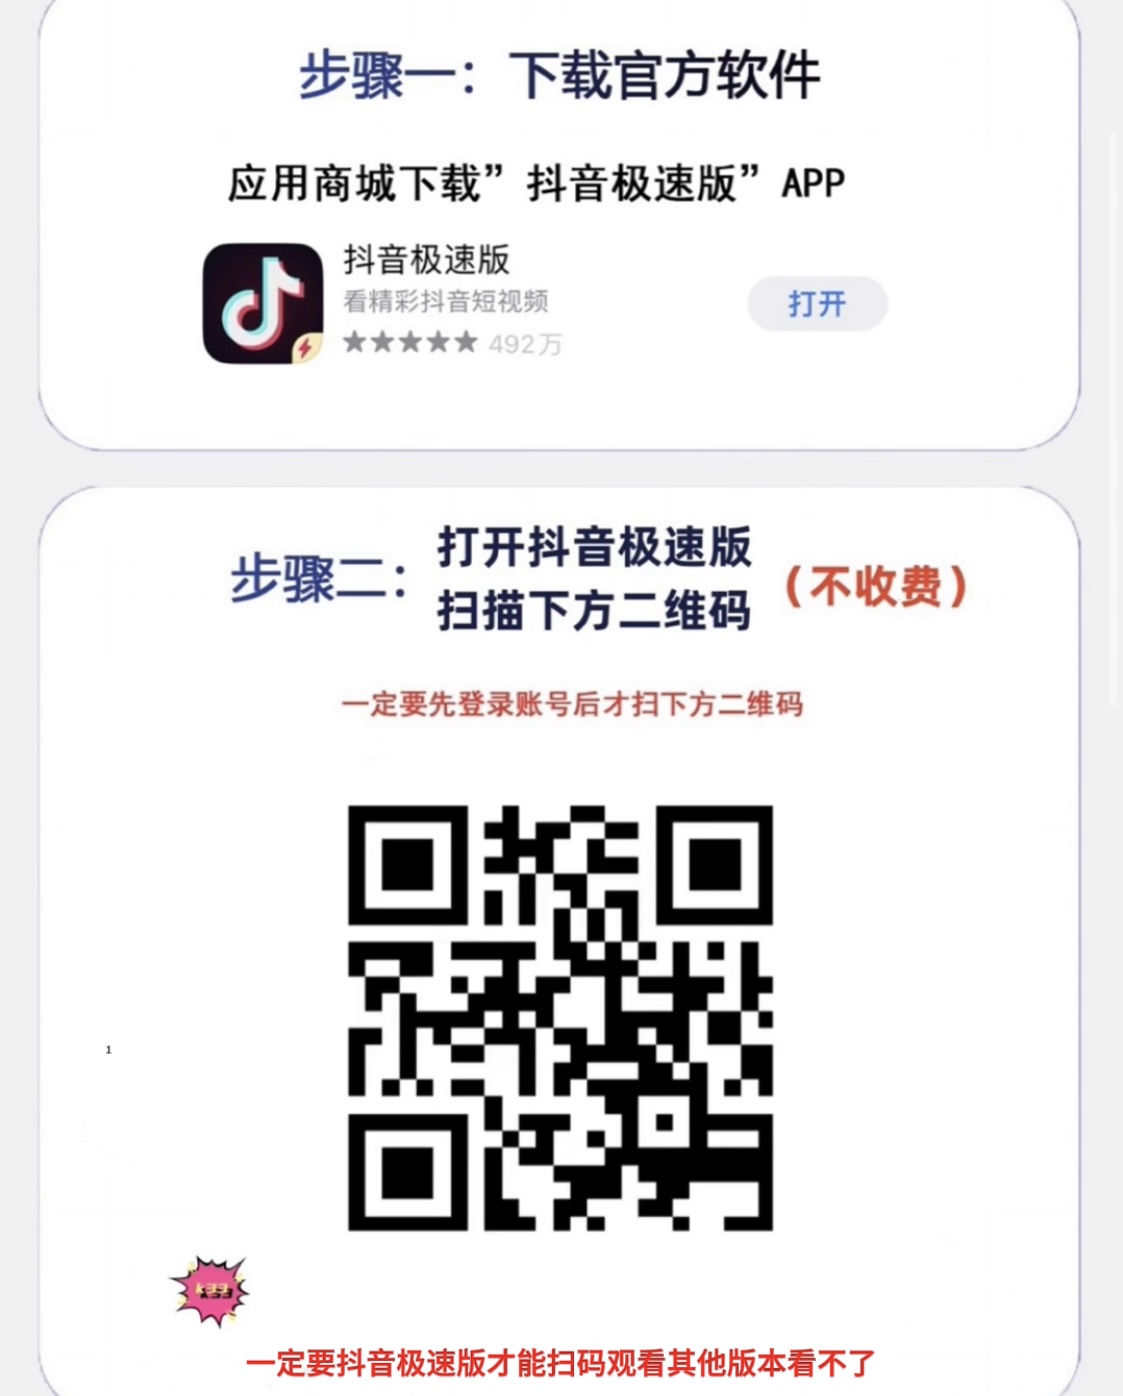 步骤一：下载官方软件
应用商城下载”抖音极速版”APP
抖音极速版
看精彩抖音短视频
492万
打开
步骤二：
打开抖音极速版
扫描下方二维码
（不收费）
一定要先登录账号后才扫下方二维码
1
k33
一定要抖音极速版才能扫码观看其他版本看不了